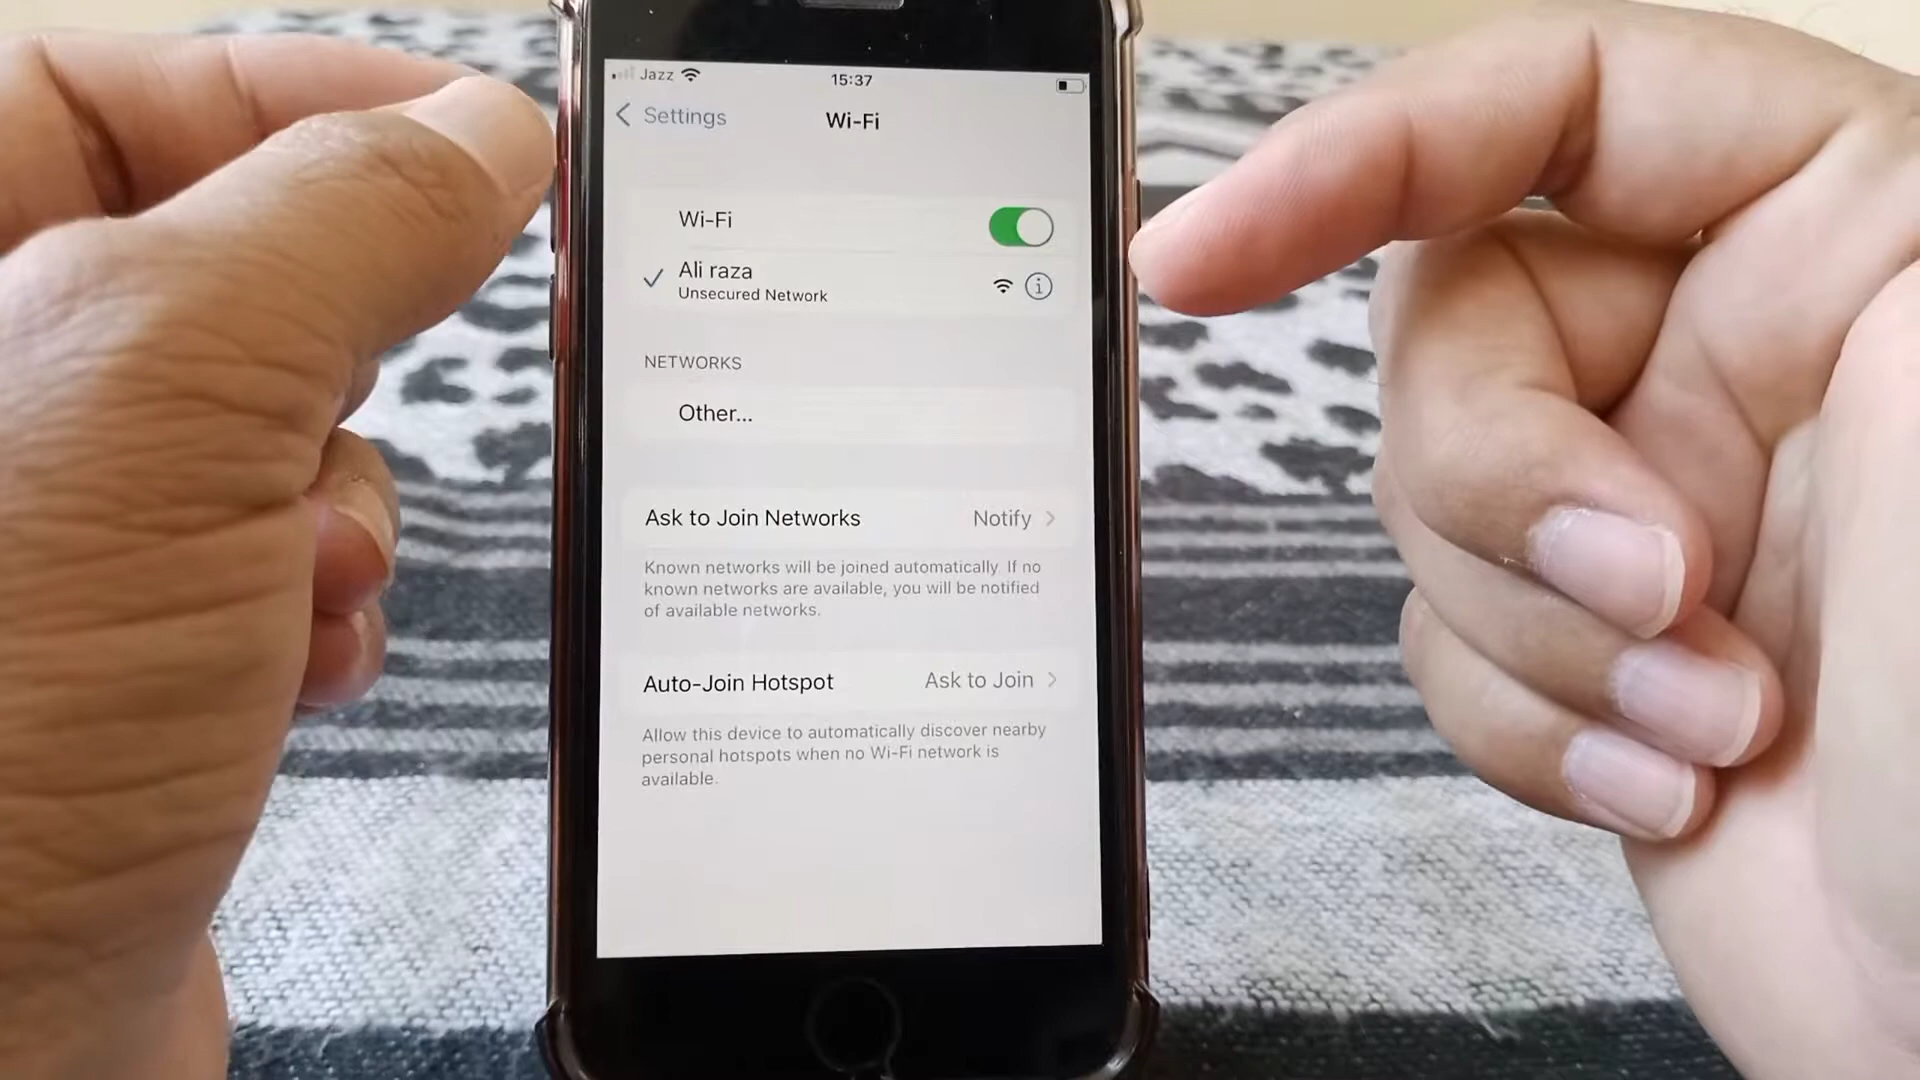 Jazz
15:37
Settings
Wi-Fi
Wi-Fi
Ali raza
Unsecured Network
NETWORKS
Other...
Ask to Join Networks Notify
Known networks will be joined automatically. If no
known networks are available, you will be notified
of available networks.
Auto-Join Hotspot Ask to Join
Allow this device to automatically discover nearby
personal hotspots when no Wi-Fi network is
available.